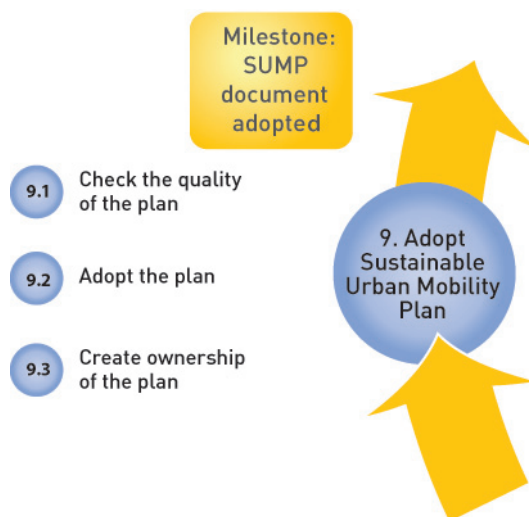 Milestone:
SUMP
document
adopted
9.1 Check the quality
of the plan
9.2 Adopt the plan
9.3 Create ownership
of the plan
9. Adopt
Sustainable
Urban Mobility
Plan